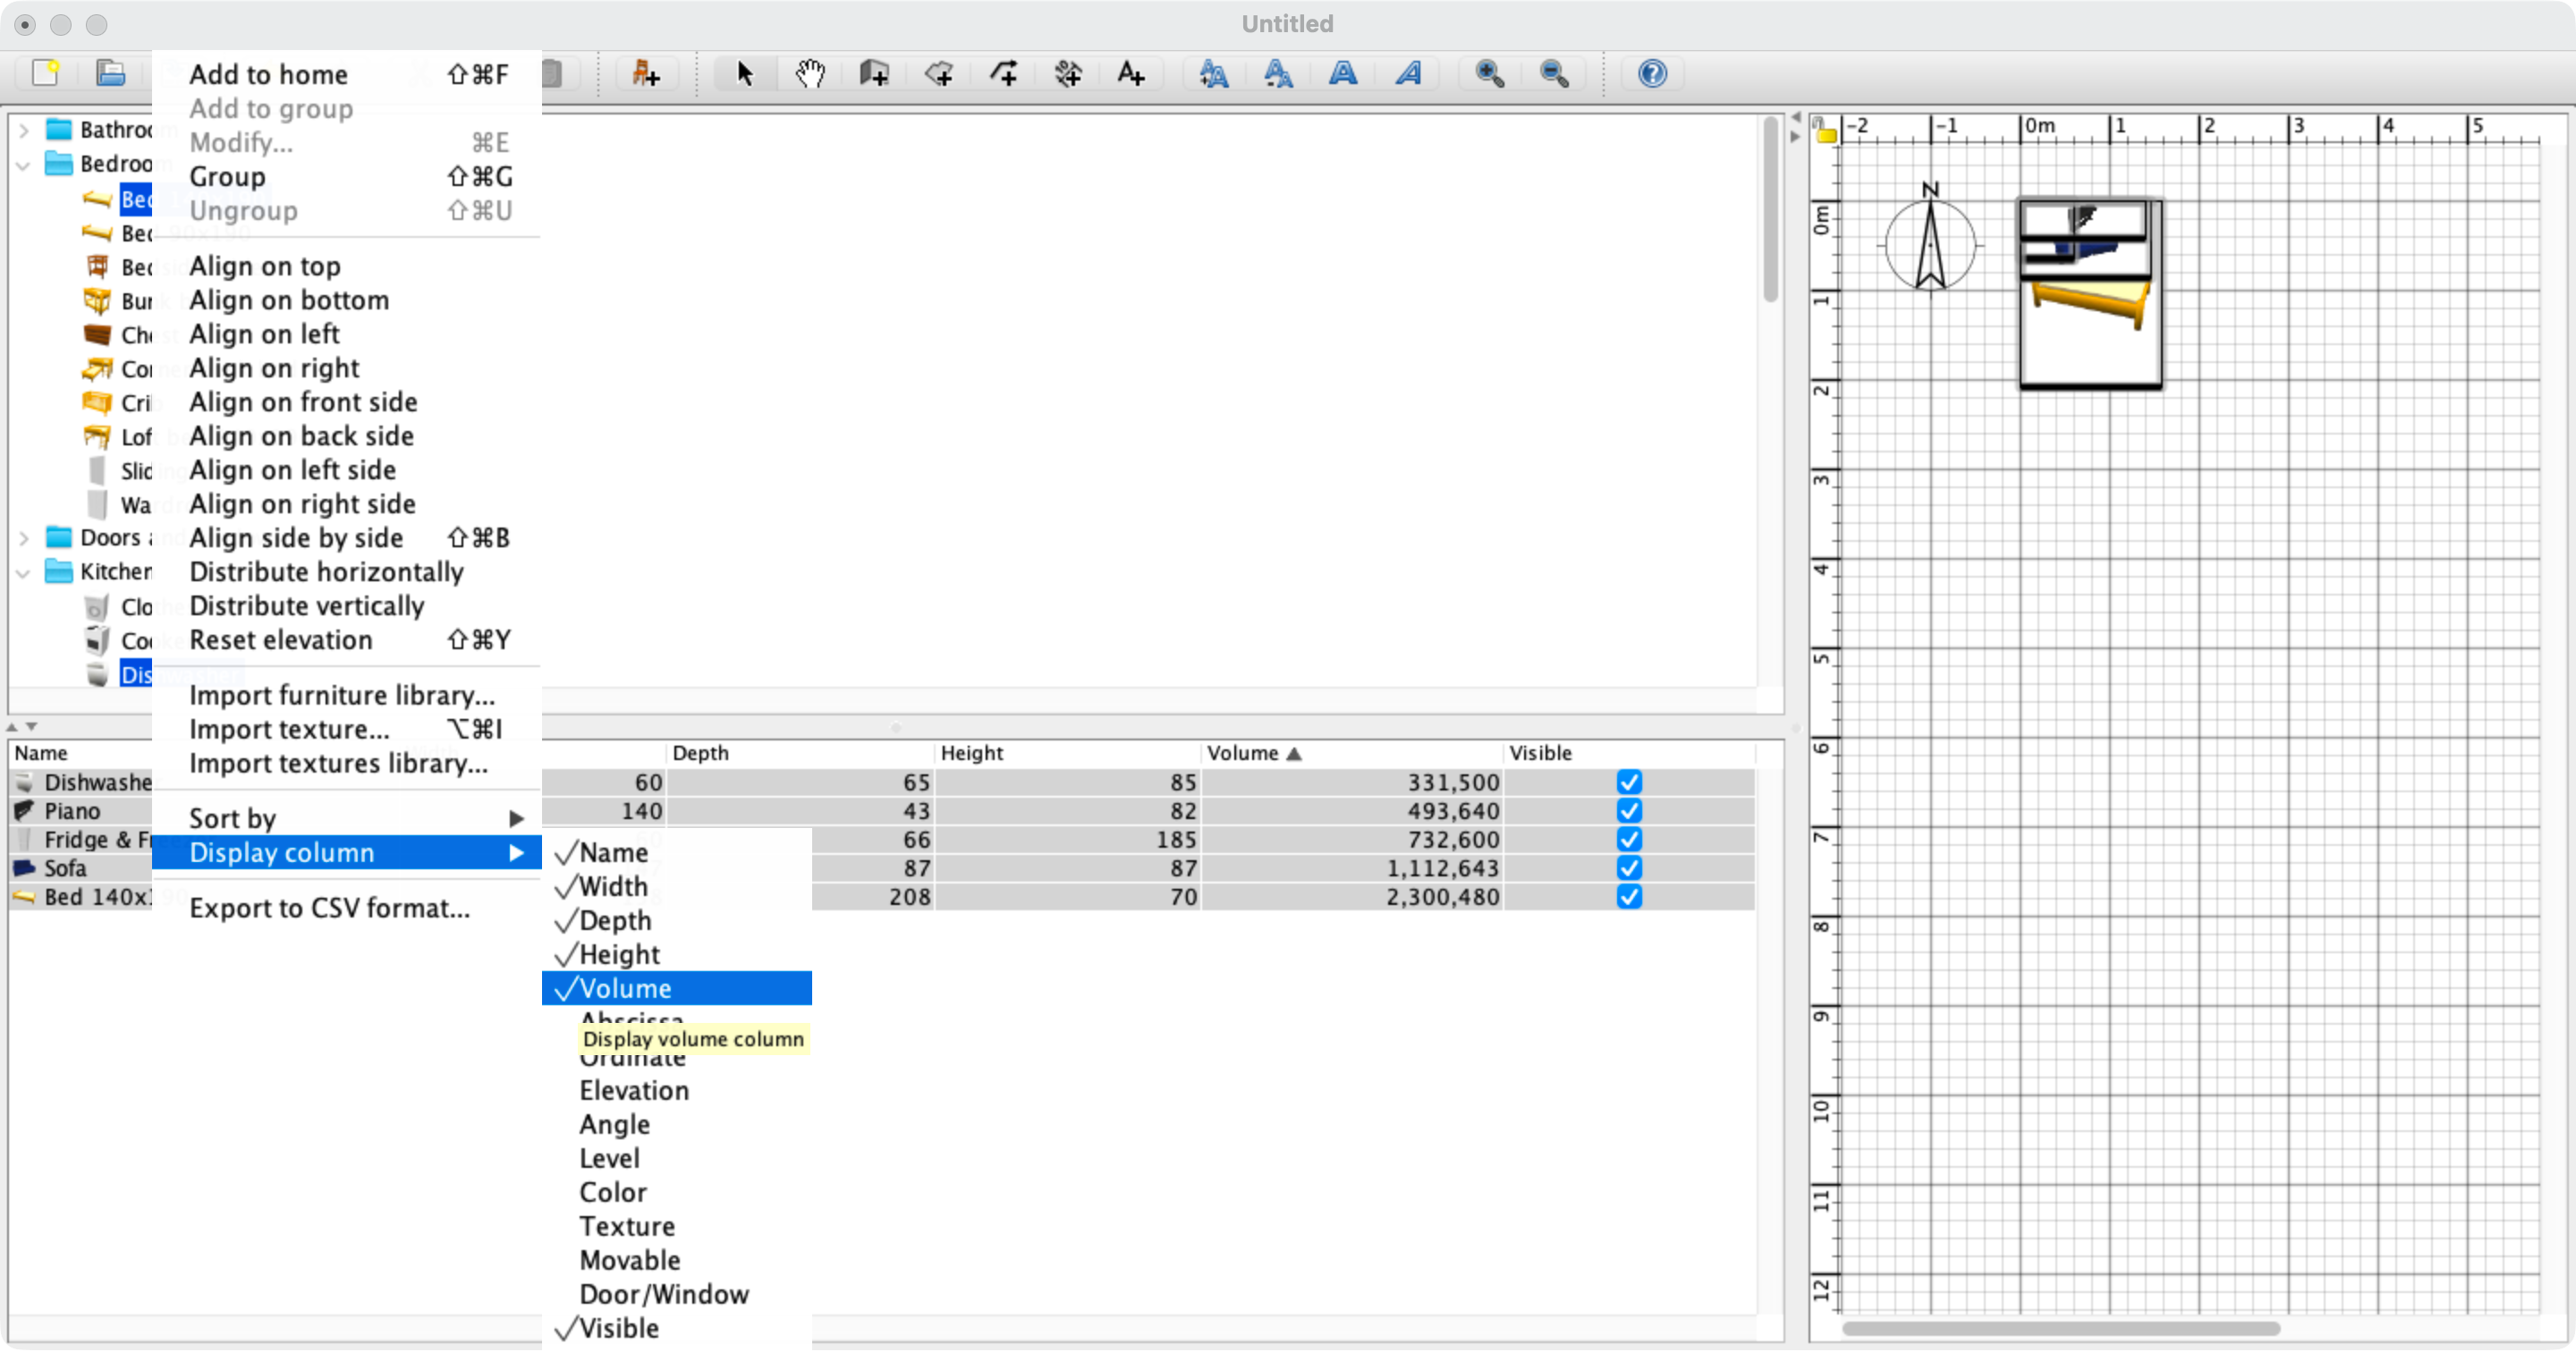 Untitled
Add to home ⇧⌘F
Add to group
Modify... ⌘E
Group ⇧⌘G
Ungroup ⇧⌘U
Align on top
Align on bottom
Align on left
Align on right
Align on front side
Align on back side
Align on left side
Align on right side
Align side by side ⇧⌘B
Distribute horizontally
Distribute vertically
Reset elevation ⇧⌘Y
Import furniture library...
Import texture... ⌥⌘I
Import textures library...
Sort by
Display column
Export to CSV format...
Name
Width
Depth
Height
Volume
Display volume column
Elevation
Angle
Level
Color
Texture
Movable
Door/Window
Visible
Name Depth Height Volume Visible
60 65 85 331,500
Piano 140 43 82 493,640
Fridge & 66 185 732,600
Sofa 87 87 1,112,643
Bed 208 70 2,300,480
-2 -1 0m 1 2 3 4 5
N
0m
1
2
3
4
5
6
7
8
9
10
11
12